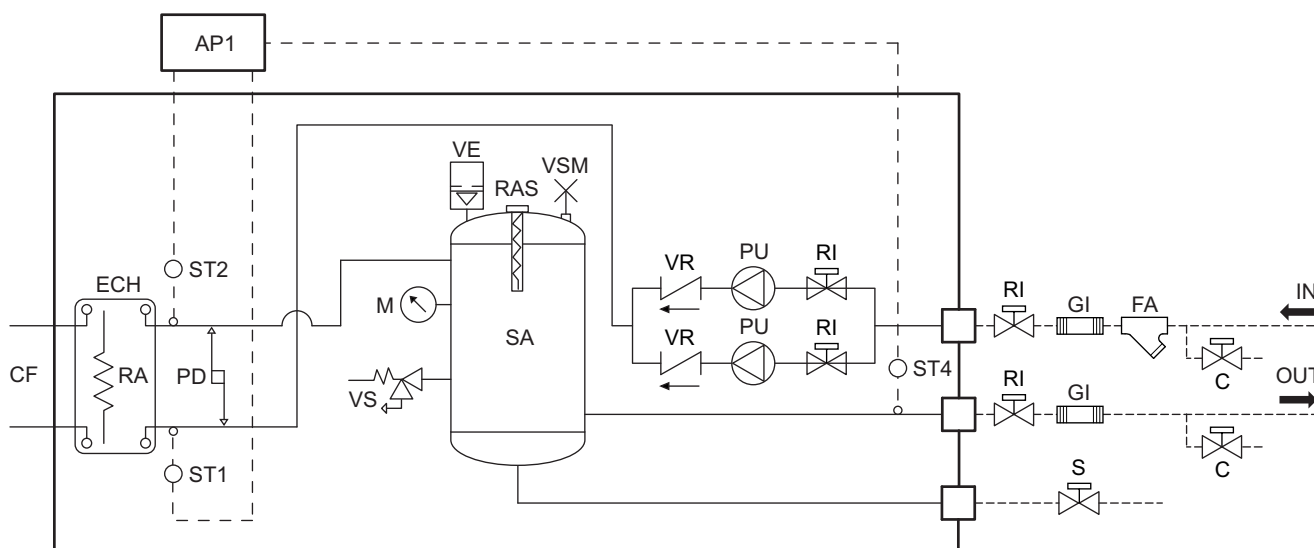 AP1
VE
VSM
RAS
ST2
ECH
VR
PU
RI
RI
GI
FA
IN
M
SA
CF
RA
PD
VR
PU
RI
ST4
C
OUT
VS
RI
GI
ST1
C
S